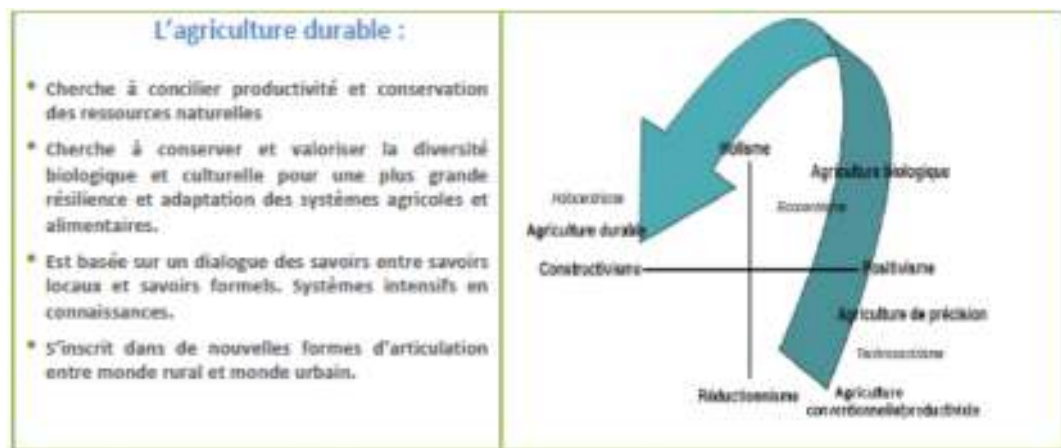 L'agriculture durable :
• Cherche à concilier productivité et conservation
des ressources naturelles
• Cherche à conserver et valoriser la diversité
biologique et culturelle pour une plus grande
résilience et adaptation des systèmes agricoles et
alimentaires.
• Est basée sur un dialogue des savoirs entre savoirs
locaux et savoirs formels. Systèmes intensifs en
connaissances.
• S'inscrit dans de nouvelles formes d'articulation
entre monde rural et monde urbain.
Holisme
Agriculture biologique
Agriculture durable
Constructivisme
Positivisme
Agriculture de précision
Réductionnisme
Agriculture
conventionnelle/productiviste